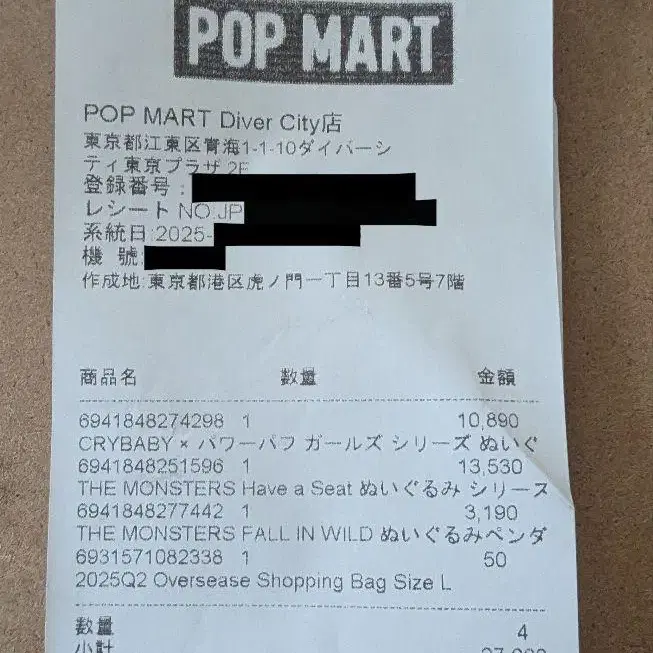 POP MART
POP MART Diver City店
東京都江東区青海1-1-10ダイバーシ
ティ東京プラザ 2F
登録番号:
レシート NO:JP
系統日:2025-
機 號:
作成地:東京都港区虎ノ門一丁目13番5号7階
商品名 数量 金額
6941848274298 1 10,890
CRYBABY × パワーパフ ガールズ シリーズ ぬいぐ
6941848251596 1 13,530
THE MONSTERS Have a Seat ぬいぐるみ シリーズ
6941848277442 1 3,190
THE MONSTERS FALL IN WILD ぬいぐるみペンダ
6931571082338 1 50
2025Q2 Oversease Shopping Bag Size L
数量 4
小計